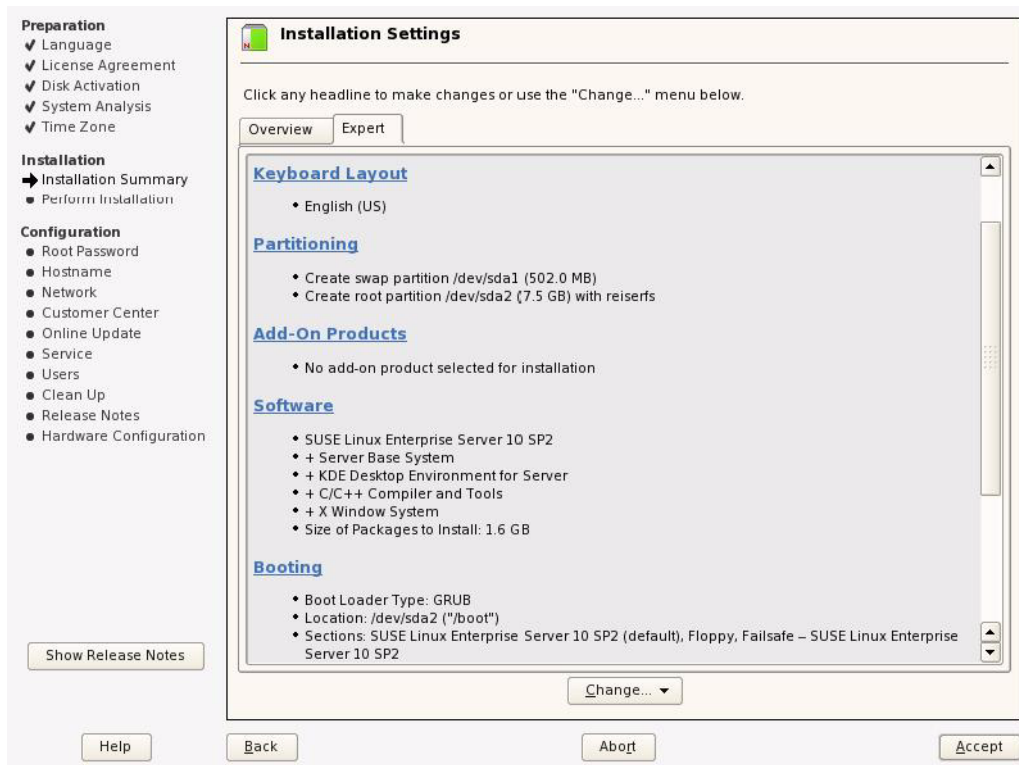 Preparation
Language
License Agreement
Disk Activation
System Analysis
Time Zone
Installation
Installation Summary
Perform Installation
Configuration
Root Password
Hostname
Network
Customer Center
Online Update
Service
Users
Clean Up
Release Notes
Hardware Configuration
Show Release Notes
Installation Settings
Click any headline to make changes or use the "Change..." menu below.
Overview
Expert
Keyboard Layout
• English (US)
Partitioning
• Create swap partition /dev/sda1 (502.0 MB)
• Create root partition /dev/sda2 (7.5 GB) with reiserfs
Add-On Products
• No add-on product selected for installation
Software
• SUSE Linux Enterprise Server 10 SP2
• + Server Base System
• + KDE Desktop Environment for Server
• + C/C++ Compiler and Tools
• + X Window System
• Size of Packages to Install: 1.6 GB
Booting
• Boot Loader Type: GRUB
• Location: /dev/sda2 ("/boot")
• Sections: SUSE Linux Enterprise Server 10 SP2 (default), Floppy, Failsafe – SUSE Linux Enterprise
Server 10 SP2
Change...
Help
Back
Abort
Accept